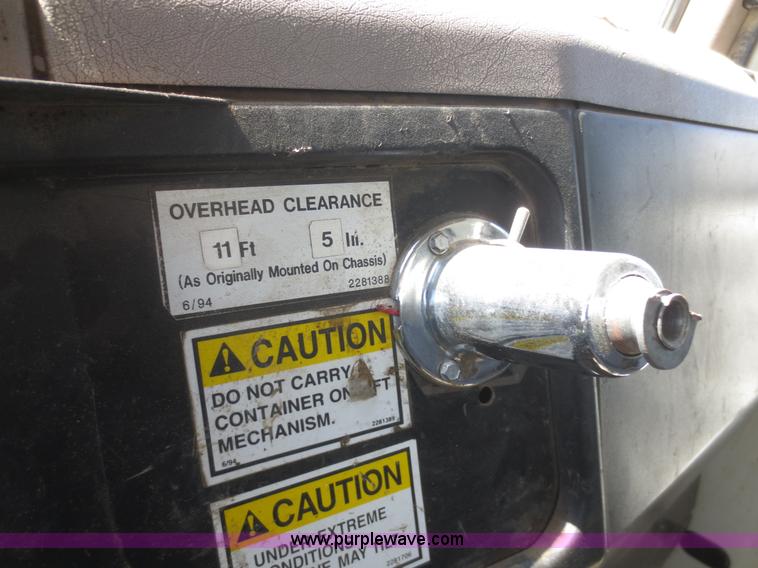 OVERHEAD CLEARANCE
11 Ft 5 In.
(As Originally Mounted On Chassis)
6/94 2281388
CAUTION
DO NOT CARRY
CONTAINER ON
MECHANISM.
6/94 2281389
CAUTION
UNDER EXTREME
www.purplewave.com
2281706